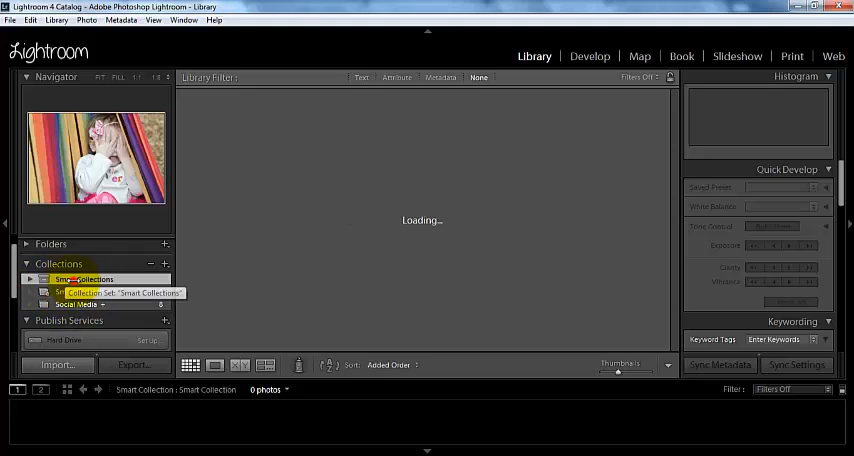 Lightroom 4 Catalog - Adobe Photoshop Lightroom - Library
File Edit Library Photo Metadata View Window Help
Lightroom
Library | Develop | Map | Book | Slideshow | Print | Web
Navigator FIT FILL 1:1 1:8
Library Filter: Text Attribute Metadata None Filters Off
Histogram
Loading...
Quick Develop
Saved Preset
White Balance
Tone Control
Exposure
Clarity
Vibrance
Folders
Collections
Smart Collections
Collection Set: "Smart Collections"
Social Media + 8
Publish Services
Hard Drive Set Up...
Keywording
Keyword Tags Enter Keywords
Import... Export...
Sort: Added Order
Thumbnails
Sync Metadata Sync Settings
1 2 Smart Collection : Smart Collection 0 photos
Filter : Filters Off